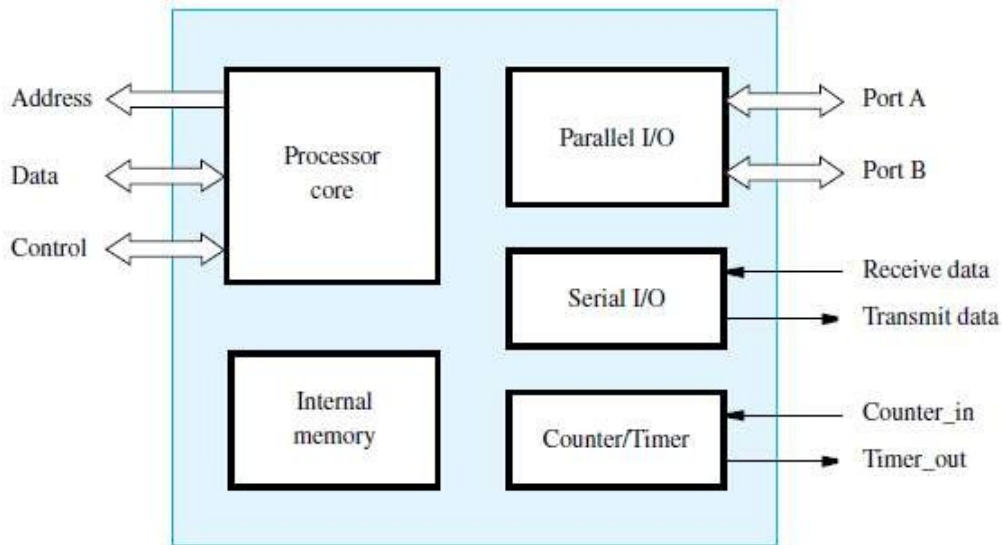 Address
Data
Control
Processor
core
Internal
memory
Parallel I/O
Serial I/O
Counter/Timer
Port A
Port B
Receive data
Transmit data
Counter_in
Timer_out